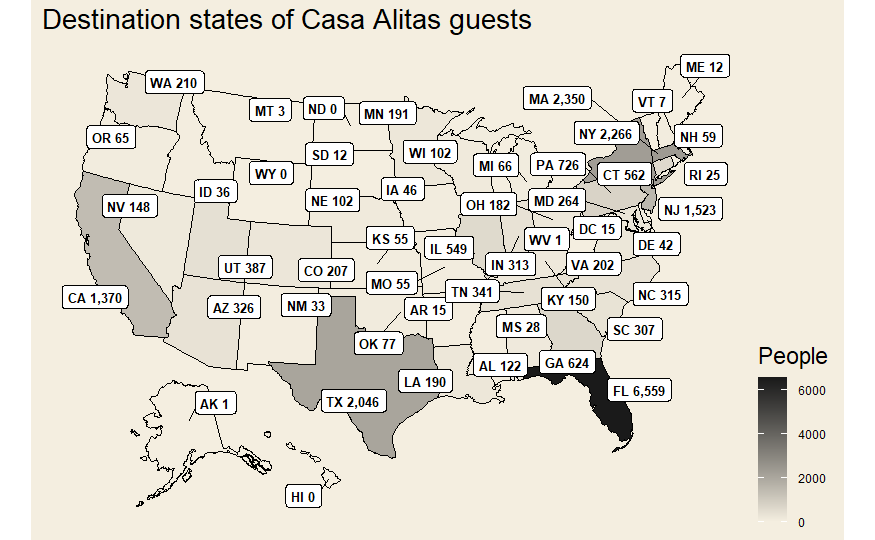 Destination states of Casa Alitas guests
ME 12
WA 210
MA 2,350
VT 7
MT 3
ND 0
MN 191
NY 2,266
NH 59
OR 65
WI 102
SD 12
MI 66
PA 726
WY 0
CT 562
RI 25
ID 36
IA 46
NV 148
NE 102
OH 182
MD 264
NJ 1,523
DC 15
KS 55
WV 1
DE 42
IL 549
UT 387
CO 207
IN 313
VA 202
MO 55
TN 341
CA 1,370
AZ 326
NM 33
AR 15
KY 150
NC 315
MS 28
SC 307
OK 77
AL 122
GA 624
LA 190
FL 6,559
TX 2,046
AK 1
HI 0
People
6000
4000
2000
0